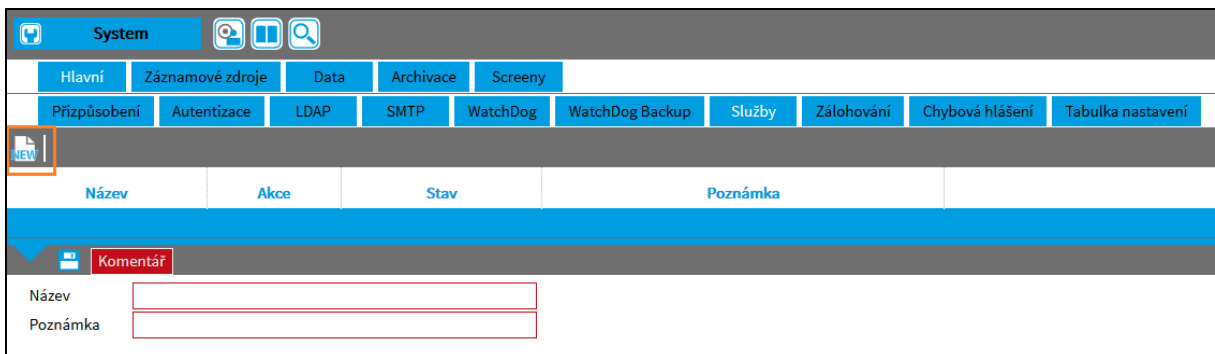 System
Hlavní Záznamové zdroje Data Archivace Screeny
Přizpůsobení Autentizace LDAP SMTP WatchDog WatchDog Backup Služby Zálohování Chybová hlášení Tabulka nastavení
NEW
Název Akce Stav Poznámka
Komentář
Název
Poznámka